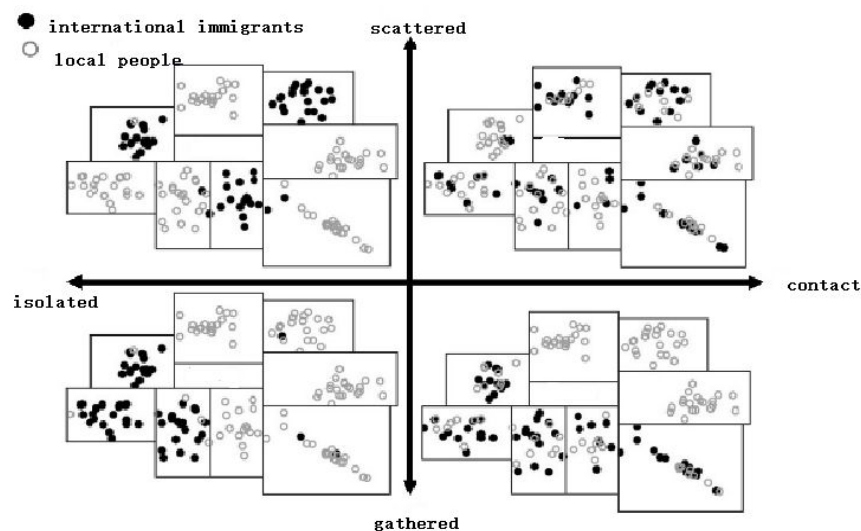 international immigrants
local people
scattered
isolated
contact
gathered